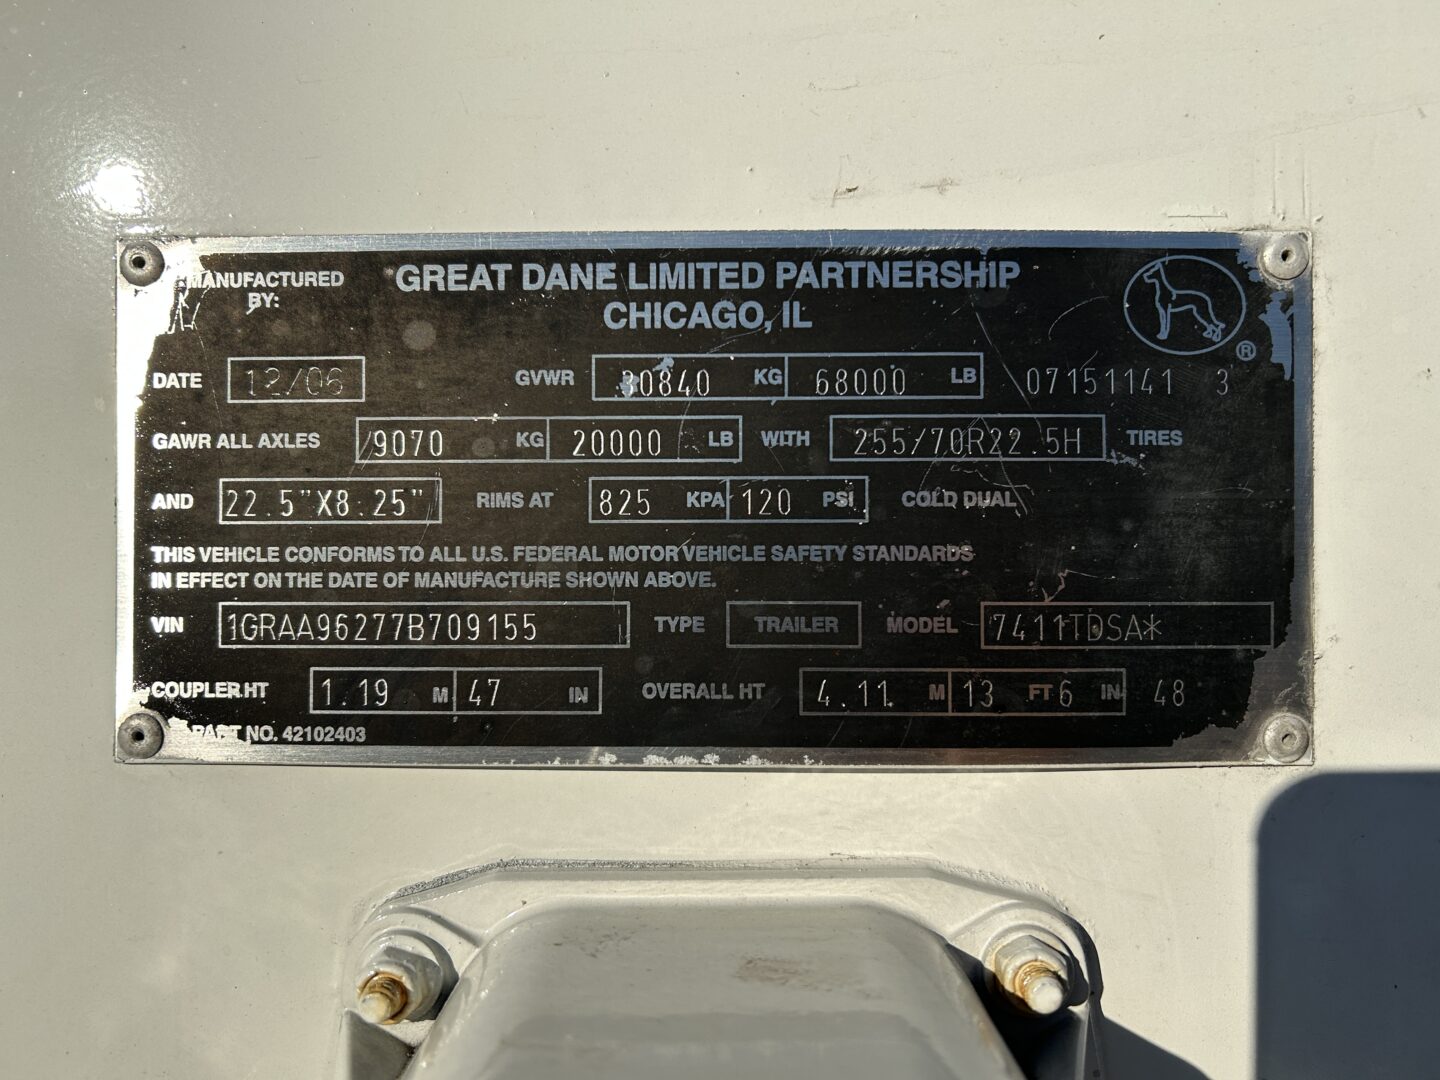 MANUFACTURED BY: GREAT DANE LIMITED PARTNERSHIP
CHICAGO, IL
DATE 12/06 GVWR 30840 KG 68000 LB 07151141 3
GAWR ALL AXLES 9070 KG 20000 LB WITH 255/70R22.5H TIRES
AND 22.5"X8.25" RIMS AT 825 KPA 120 PSI COLD DUAL
THIS VEHICLE CONFORMS TO ALL U.S. FEDERAL MOTOR VEHICLE SAFETY STANDARDS
IN EFFECT ON THE DATE OF MANUFACTURE SHOWN ABOVE.
VIN 1GRAA96277B709155 TYPE TRAILER MODEL 7411TDSA*
COUPLER HT 1.19 M 47 IN OVERALL HT 4.11 M 13 FT 6 IN 48
PART NO. 42102403
®